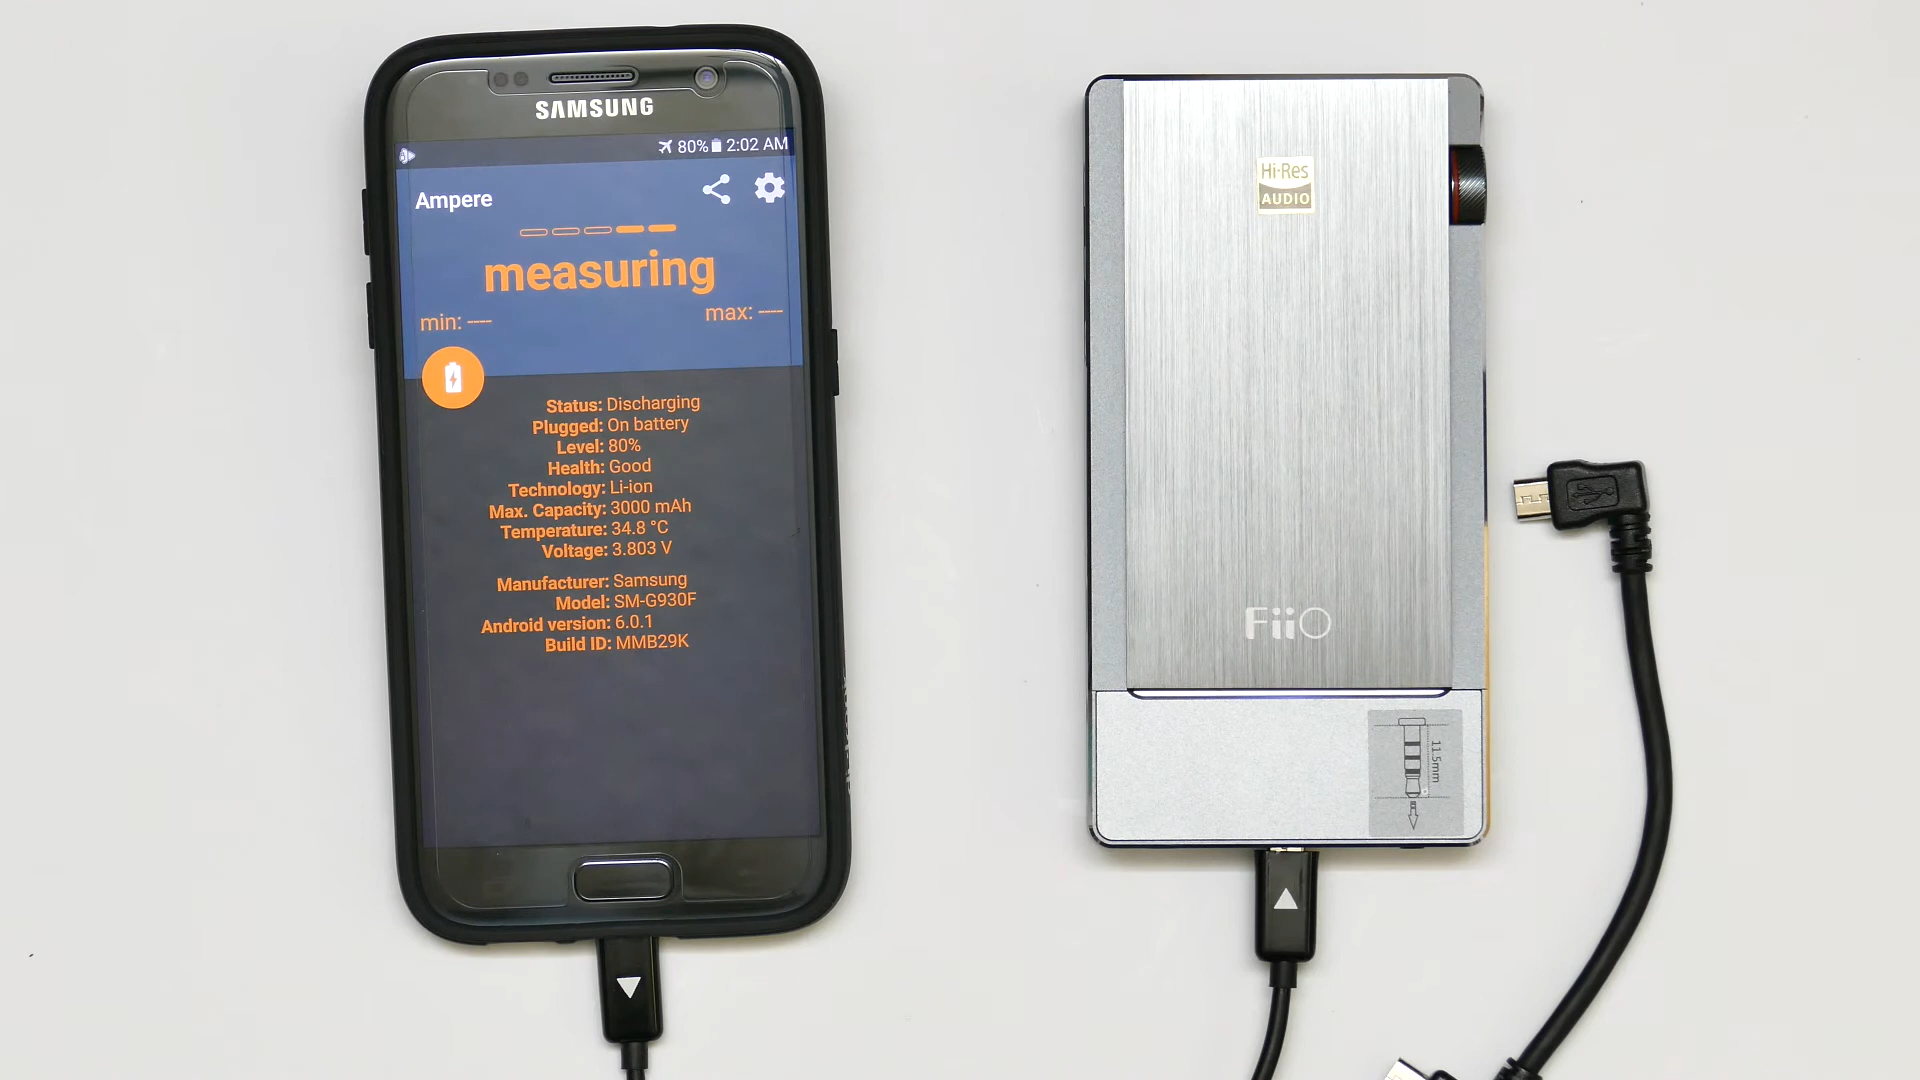 SAMSUNG
80% 2:02 AM
Ampere
measuring
min: ----
max: ----
Status: Discharging
Plugged: On battery
Level: 80%
Health: Good
Technology: Li-ion
Max. Capacity: 3000 mAh
Temperature: 34.8 °C
Voltage: 3.803 V
Manufacturer: Samsung
Model: SM-G930F
Android version: 6.0.1
Build ID: MMB29K
Hi-Res
AUDIO
FiiO
11.5mm